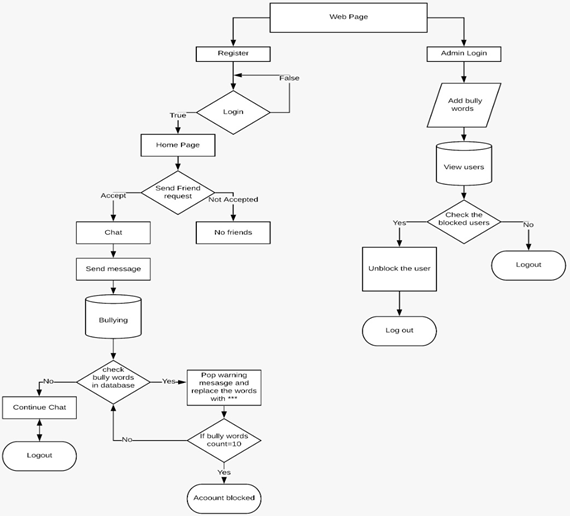 Web Page
Register
Admin Login
False
Login
Add bully
words
True
Home Page
View users
Send Friend
request
Accept
Not Accepted
Check the
blocked users
Yes
No
Chat
No friends
Unblock the user
Logout
Send message
Bullying
Log out
check
bully words
in database
No
Yes
Pop warning
mesasge and
replace the words
with ***
Continue Chat
No
If bully words
count=10
Logout
Yes
Acoount blocked